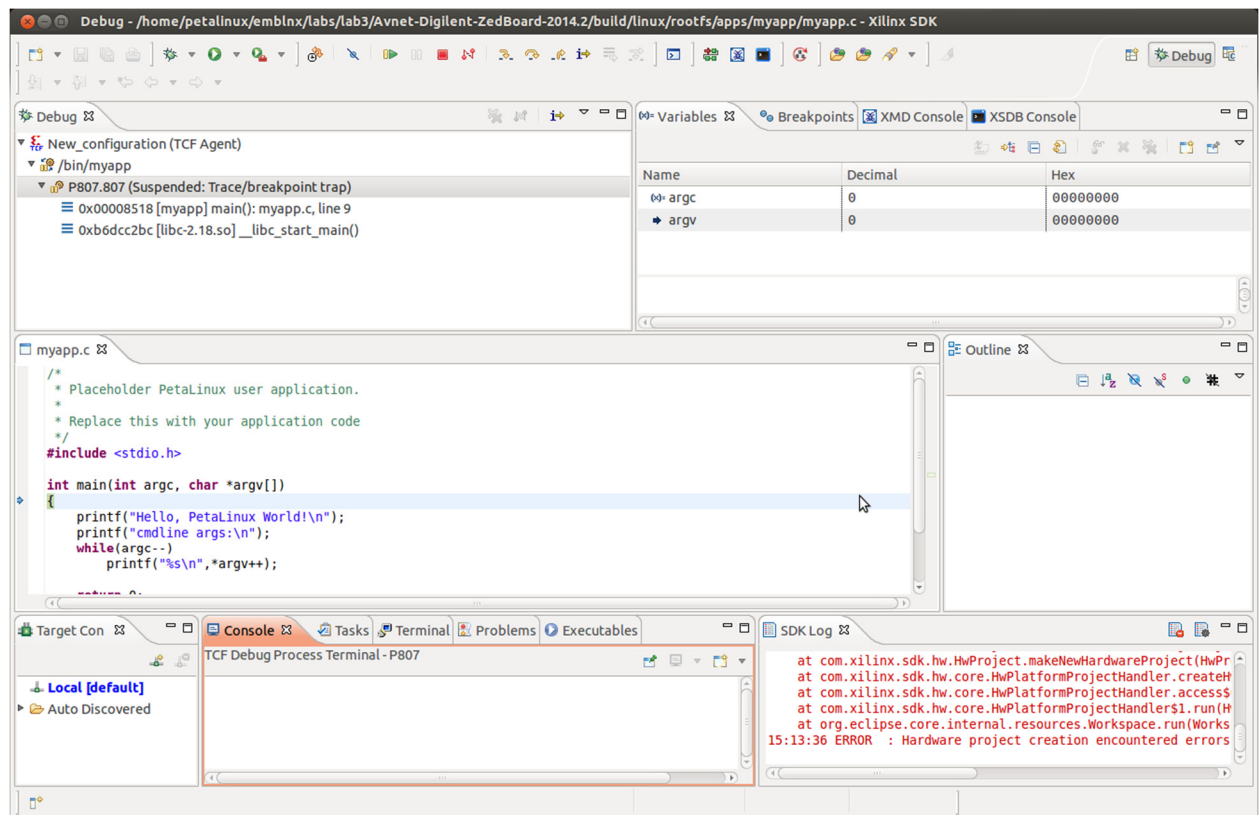 Debug - /home/petalinux/emblnx/labs/lab3/Avnet-Digilent-ZedBoard-2014.2/build/linux/rootfs/apps/myapp/myapp.c - Xilinx SDK
Debug
Debug
New_configuration (TCF Agent)
/bin/myapp
P807.807 (Suspended: Trace/breakpoint trap)
0x00008518 [myapp] main(): myapp.c, line 9
0xb6dcc2bc [libc-2.18.so] __libc_start_main()
(x)= Variables Breakpoints XMD Console XSDB Console
Name Decimal Hex
(x)= argc 0 00000000
argv 0 00000000
myapp.c
/*
* Placeholder PetaLinux user application.
*
* Replace this with your application code
*/
#include <stdio.h>
int main(int argc, char *argv[])
{
printf("Hello, PetaLinux World!\n");
printf("cmdline args:\n");
while(argc--)
printf("%s\n",*argv++);
Outline
Target Con
Local [default]
Auto Discovered
Console Tasks Terminal Problems Executables
TCF Debug Process Terminal - P807
SDK Log
at com.xilinx.sdk.hw.HwProject.makeNewHardwareProject(HwPr
at com.xilinx.sdk.hw.core.HwPlatformProjectHandler.createH
at com.xilinx.sdk.hw.core.HwPlatformProjectHandler.access$
at com.xilinx.sdk.hw.core.HwPlatformProjectHandler$1.run(H
at org.eclipse.core.internal.resources.Workspace.run(Works
15:13:36 ERROR : Hardware project creation encountered errors